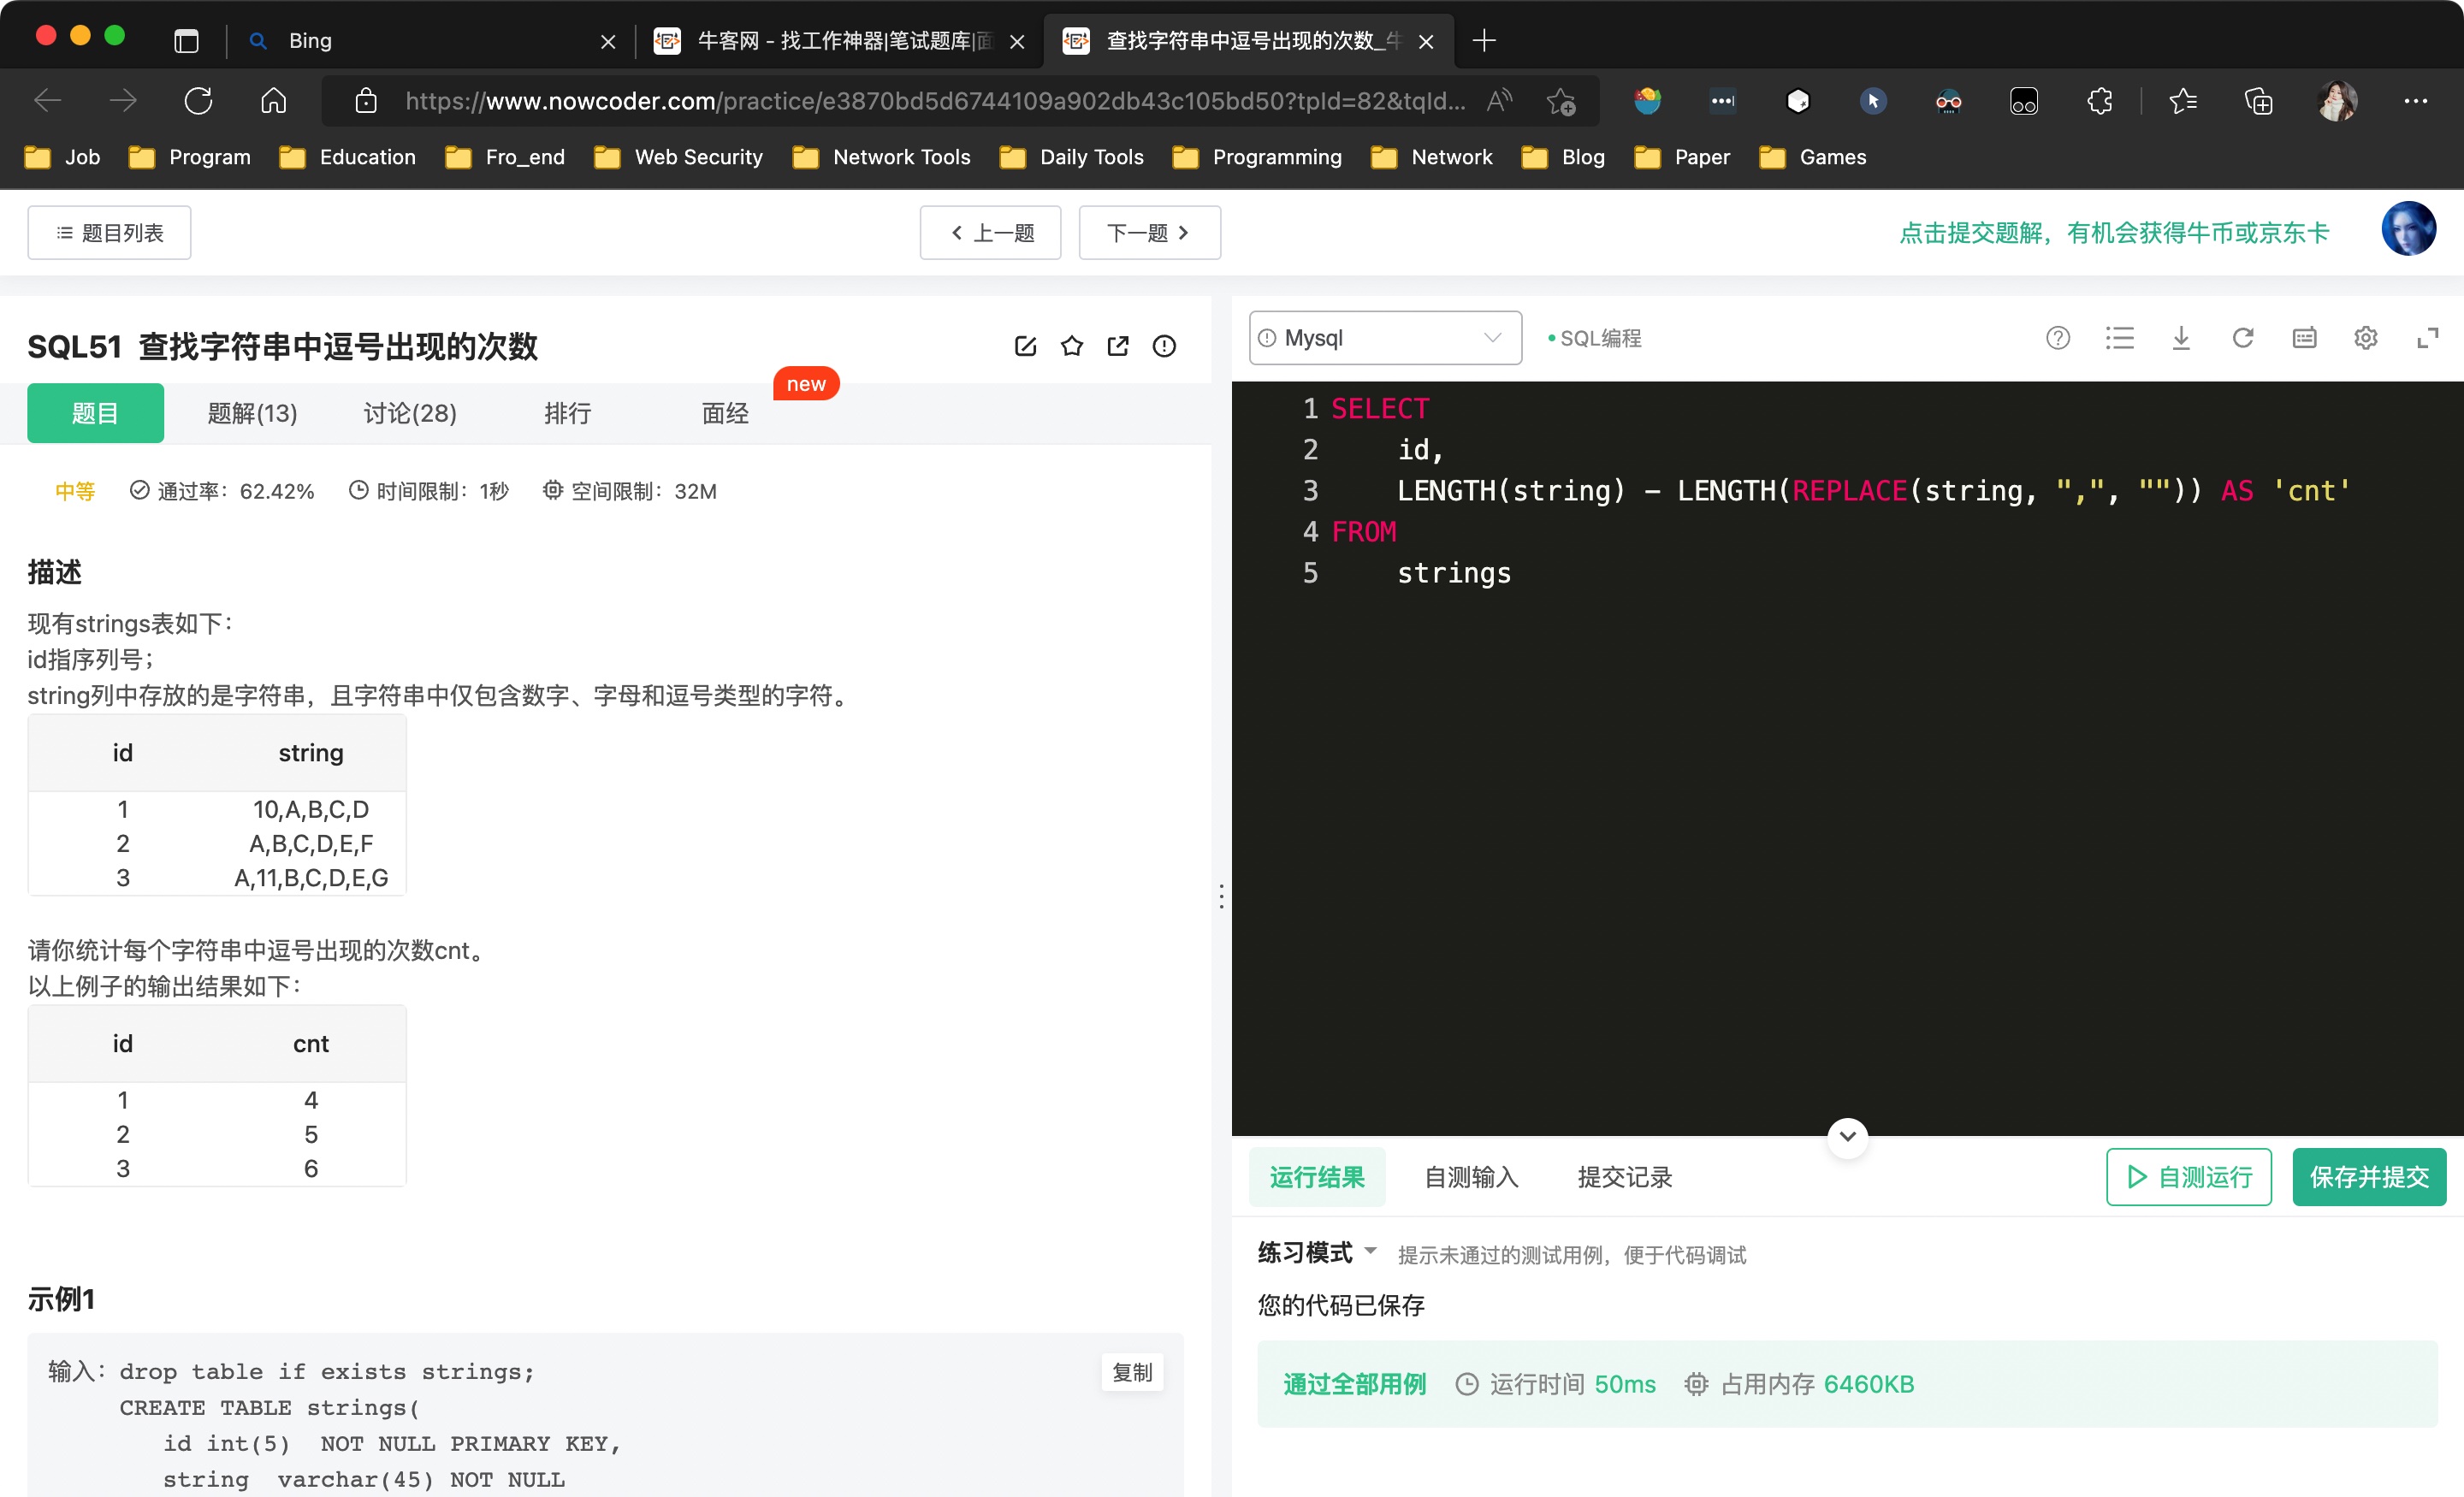 Bing
牛客网 - 找工作神器|笔试题库|面
查找字符串中逗号出现的次数_牛
https://www.nowcoder.com/practice/e3870bd5d6744109a902db43c105bd50?tpId=82&tqId...
Job Program Education Fro_end Web Security Network Tools Daily Tools Programming Network Blog Paper Games
题目列表
上一题
下一题
点击提交题解，有机会获得牛币或京东卡
SQL51 查找字符串中逗号出现的次数
new
题目 题解(13) 讨论(28) 排行 面经
中等 通过率：62.42% 时间限制：1秒 空间限制：32M
描述
现有strings表如下：
id指序列号；
string列中存放的是字符串，且字符串中仅包含数字、字母和逗号类型的字符。
id string
1 10,A,B,C,D
2 A,B,C,D,E,F
3 A,11,B,C,D,E,G
请你统计每个字符串中逗号出现的次数cnt。
以上例子的输出结果如下：
id cnt
1 4
2 5
3 6
示例1
输入：drop table if exists strings;
复制
CREATE TABLE strings(
id int(5)  NOT NULL PRIMARY KEY,
string  varchar(45) NOT NULL
Mysql
SQL编程
1 SELECT
2     id,
3     LENGTH(string) - LENGTH(REPLACE(string, ",", "")) AS 'cnt'
4 FROM
5     strings
运行结果 自测输入 提交记录
自测运行
保存并提交
练习模式 提示未通过的测试用例，便于代码调试
您的代码已保存
通过全部用例 运行时间 50ms 占用内存 6460KB